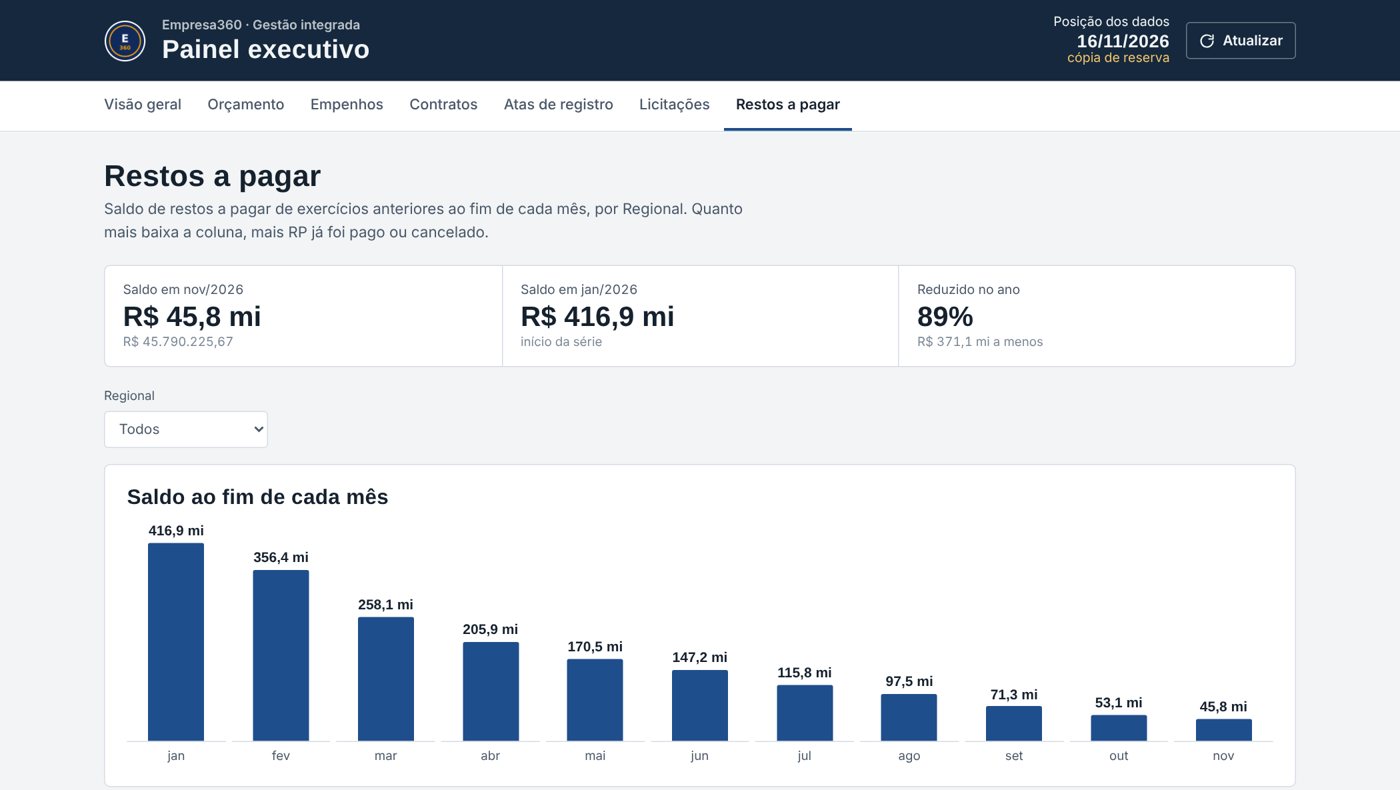 E
360
Empresa360 · Gestão integrada
Painel executivo
Posição dos dados
16/11/2026
cópia de reserva
Atualizar
Visão geral
Orçamento
Empenhos
Contratos
Atas de registro
Licitações
Restos a pagar
Restos a pagar
Saldo de restos a pagar de exercícios anteriores ao fim de cada mês, por Regional. Quanto
mais baixa a coluna, mais RP já foi pago ou cancelado.
Saldo em nov/2026
R$ 45,8 mi
R$ 45.790.225,67
Saldo em jan/2026
R$ 416,9 mi
início da série
Reduzido no ano
89%
R$ 371,1 mi a menos
Regional
Todos
Saldo ao fim de cada mês
416,9 mi
356,4 mi
258,1 mi
205,9 mi
170,5 mi
147,2 mi
115,8 mi
97,5 mi
71,3 mi
53,1 mi
45,8 mi
jan
fev
mar
abr
mai
jun
jul
ago
set
out
nov